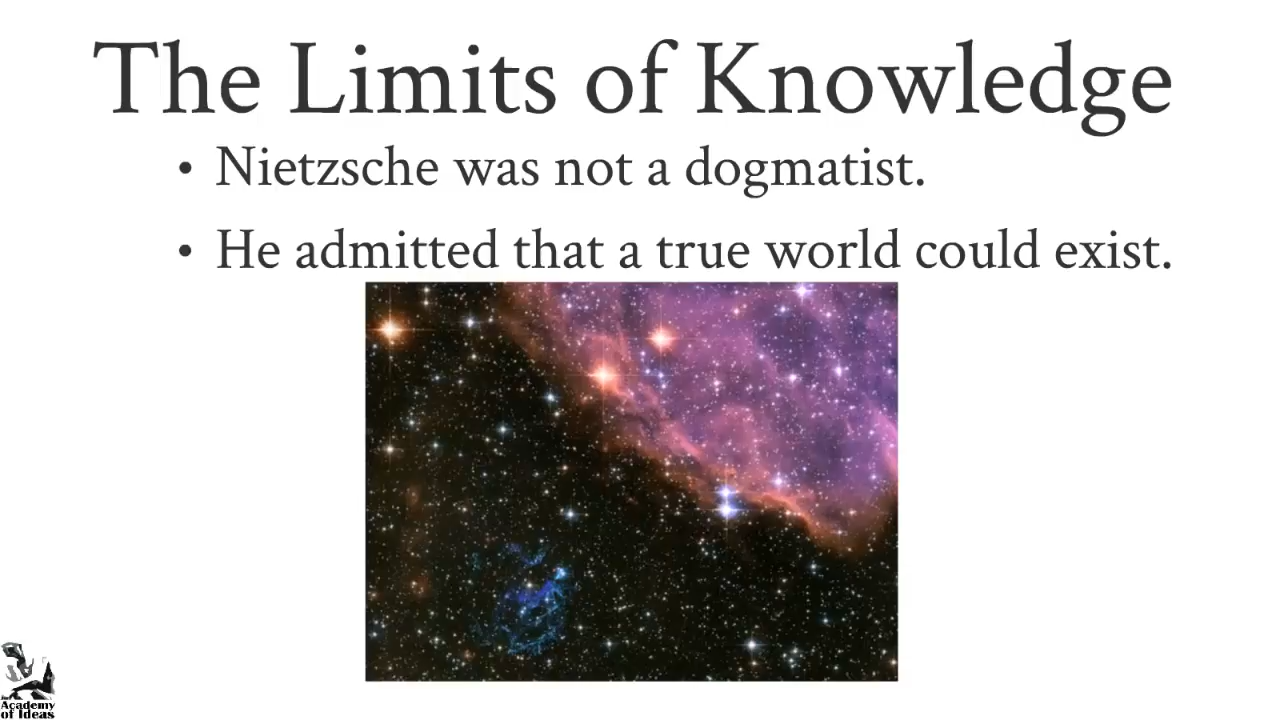 The Limits of Knowledge
• Nietzsche was not a dogmatist.
• He admitted that a true world could exist.
Academy
of Ideas